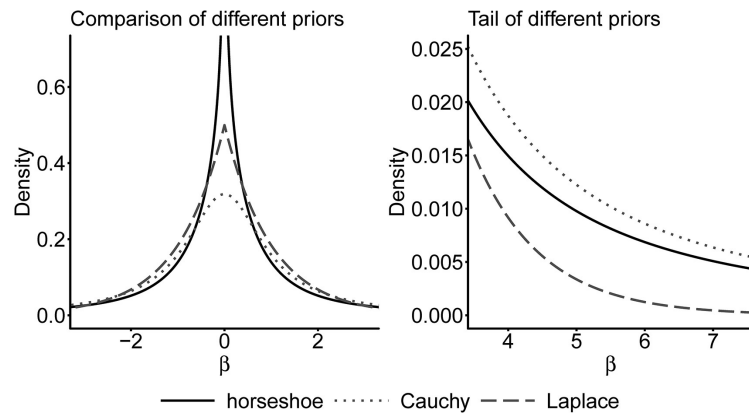 Comparison of different priors
Density
0.6
0.4
0.2
0.0
−2
0
2
β
Tail of different priors
Density
0.025
0.020
0.015
0.010
0.005
0.000
4
5
6
7
β
horseshoe Cauchy Laplace